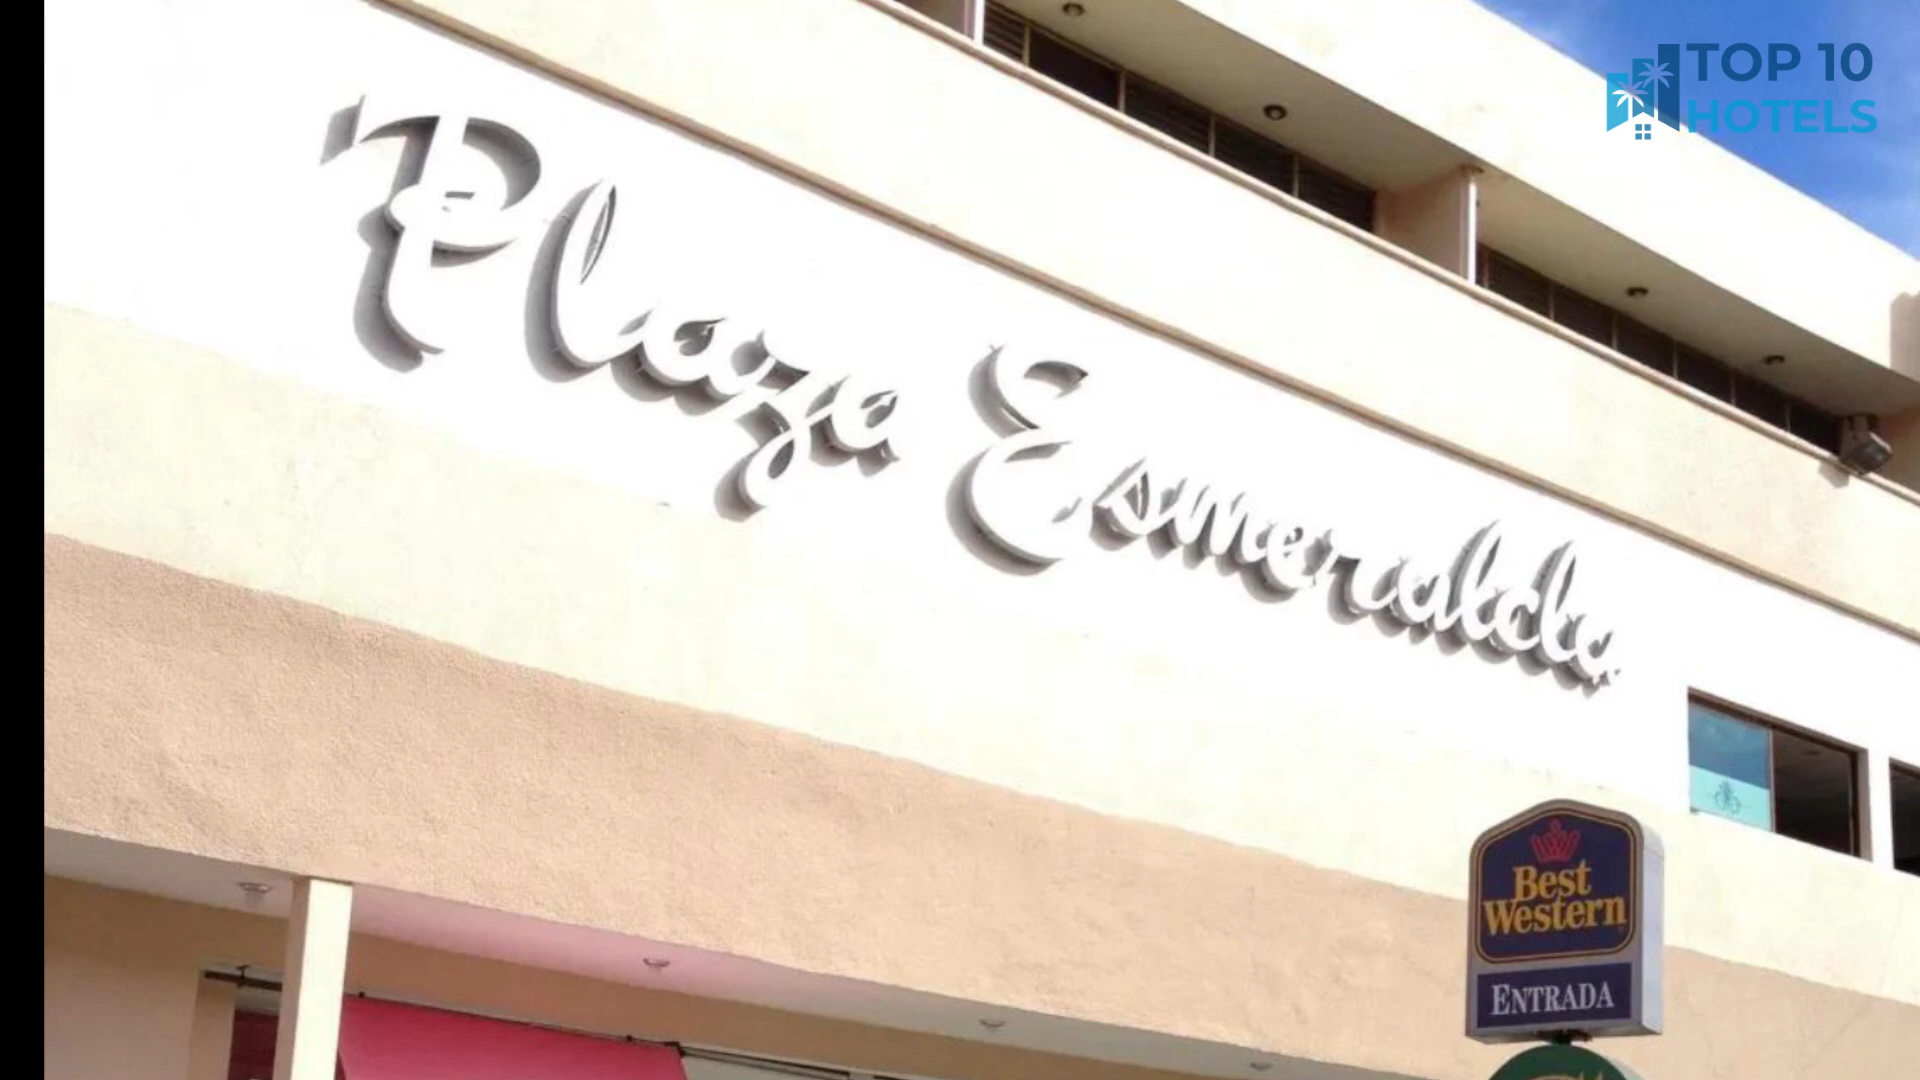 TOP 10
HOTELS
Plaza Esmeralda
Best
Western
ENTRADA